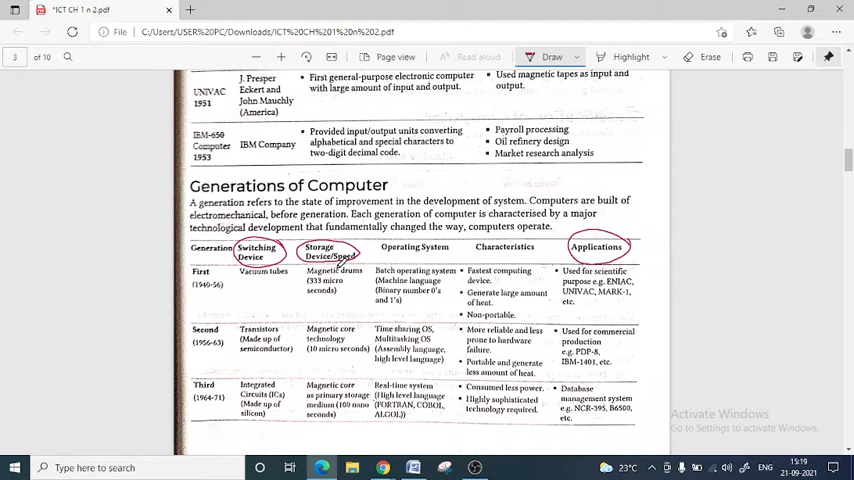 *ICT CH 1 n 2.pdf
File C:/Users/USER%20PC/Downloads/ICT%20CH%201%20n%202.pdf
3 of 10 Page view Read aloud Draw Highlight Erase
UNIVAC 1951
J. Presper Eckert and John Mauchly (America)
• First general-purpose electronic computer with large amount of input and output.
• Used magnetic tapes as input and output.
IBM-650 Computer 1953
IBM Company
• Provided input/output units converting alphabetical and special characters to two-digit decimal code.
• Payroll processing
• Oil refinery design
• Market research analysis
Generations of Computer
A generation refers to the state of improvement in the development of system. Computers are built of
electromechanical, before generation. Each generation of computer is characterised by a major
technological development that fundamentally changed the way, computers operate.
Generation Switching Device Storage Device/Speed Operating System Characteristics Applications
First (1940-56)
Vacuum tubes
Magnetic drums (333 micro seconds)
Batch operating system (Machine language (Binary number 0's and 1's)
• Fastest computing device.
• Generate large amount of heat.
• Non-portable.
• Used for scientific purpose e.g. ENIAC, UNIVAC, MARK-1, etc.
Second (1956-63)
Transistors (Made up of semiconductor)
Magnetic core technology (10 micro seconds)
Time sharing OS, Multitasking OS (Assembly language, high level language)
• More reliable and less prone to hardware failure.
• Portable and generate less amount of heat.
• Used for commercial production e.g. PDP-8, IBM-1401, etc.
Third (1964-71)
Integrated Circuits (ICs) (Made up of silicon)
Magnetic core as primary storage medium (100 nano seconds)
Real-time system (High level language (FORTRAN, COBOL, ALGOL))
• Consumed less power.
• Highly sophisticated technology required.
• Database management system e.g. NCR-395, B6500, etc.
Activate Windows
Go to Settings to activate Windows.
Type here to search
23°C
ENG
15:19
21-09-2021